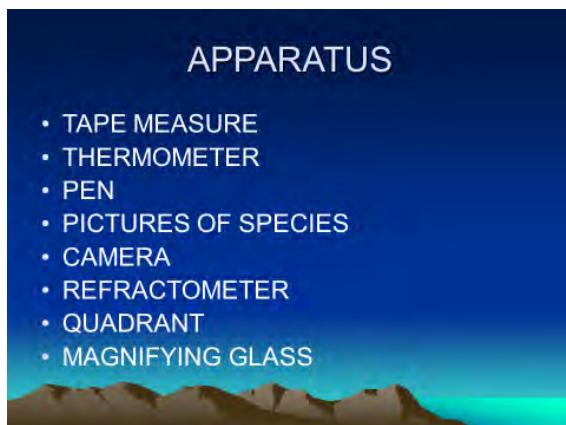 APPARATUS
• TAPE MEASURE
• THERMOMETER
• PEN
• PICTURES OF SPECIES
• CAMERA
• REFRACTOMETER
• QUADRANT
• MAGNIFYING GLASS